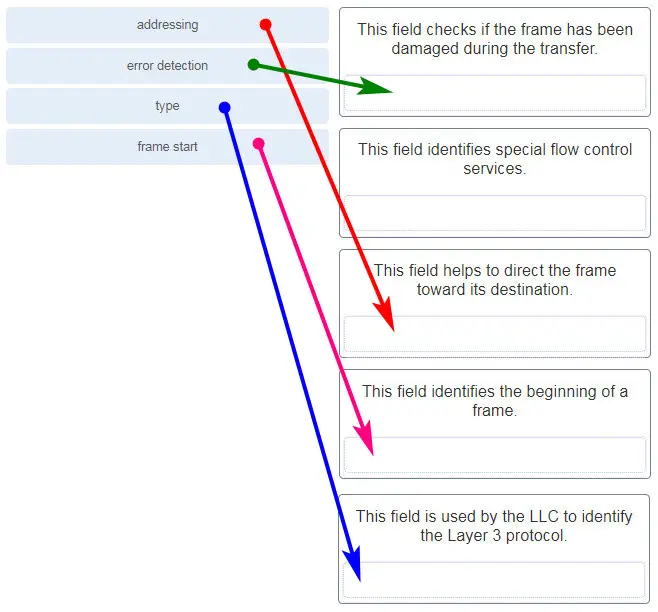 addressing
error detection
type
frame start
This field checks if the frame has been
damaged during the transfer.
This field identifies special flow control
services.
This field helps to direct the frame
toward its destination.
This field identifies the beginning of a
frame.
This field is used by the LLC to identify
the Layer 3 protocol.